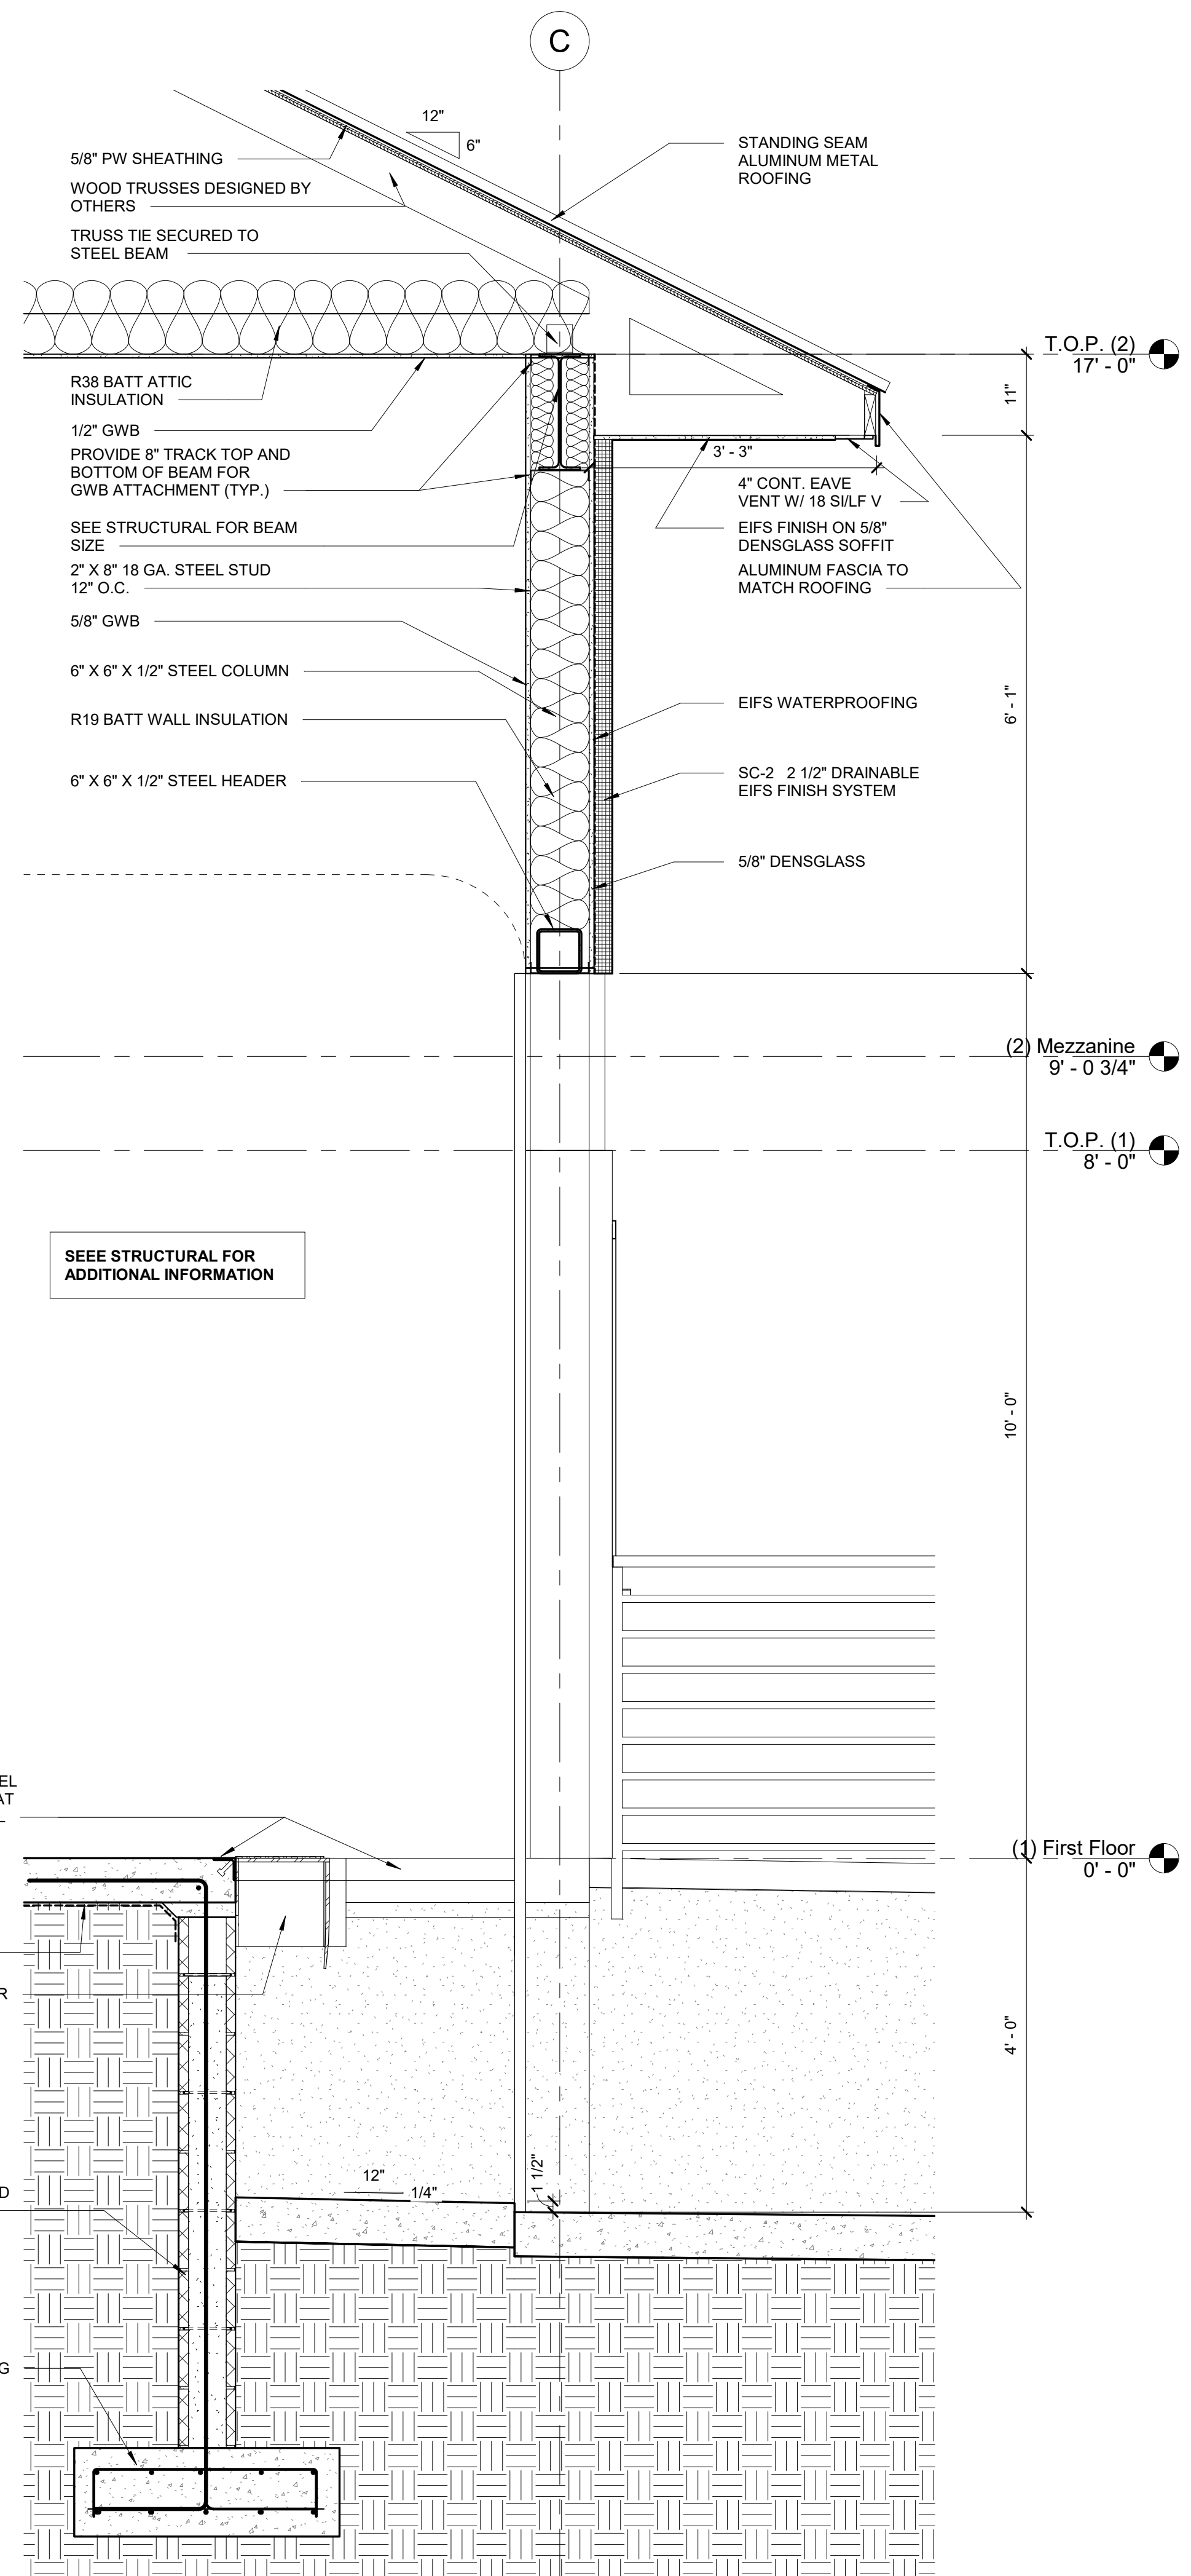 C
12"
6"
5/8" PW SHEATHING
WOOD TRUSSES DESIGNED BY
OTHERS
TRUSS TIE SECURED TO
STEEL BEAM
STANDING SEAM
ALUMINUM METAL
ROOFING
T.O.P. (2)
17' - 0"
R38 BATT ATTIC
INSULATION
1/2" GWB
PROVIDE 8" TRACK TOP AND
BOTTOM OF BEAM FOR
GWB ATTACHMENT (TYP.)
SEE STRUCTURAL FOR BEAM
SIZE
2" X 8" 18 GA. STEEL STUD
12" O.C.
5/8" GWB
6" X 6" X 1/2" STEEL COLUMN
R19 BATT WALL INSULATION
6" X 6" X 1/2" STEEL HEADER
11"
3' - 3"
4" CONT. EAVE
VENT W/ 18 SI/LF V
EIFS FINISH ON 5/8"
DENSGLASS SOFFIT
ALUMINUM FASCIA TO
MATCH ROOFING
6' - 1"
EIFS WATERPROOFING
SC-2 2 1/2" DRAINABLE
EIFS FINISH SYSTEM
5/8" DENSGLASS
(2) Mezzanine
9' - 0 3/4"
T.O.P. (1)
8' - 0"
SEEE STRUCTURAL FOR
ADDITIONAL INFORMATION
10' - 0"
EL
AT
(1) First Floor
0' - 0"
R
4' - 0"
12"
1/4"
1 1/2"
D
G